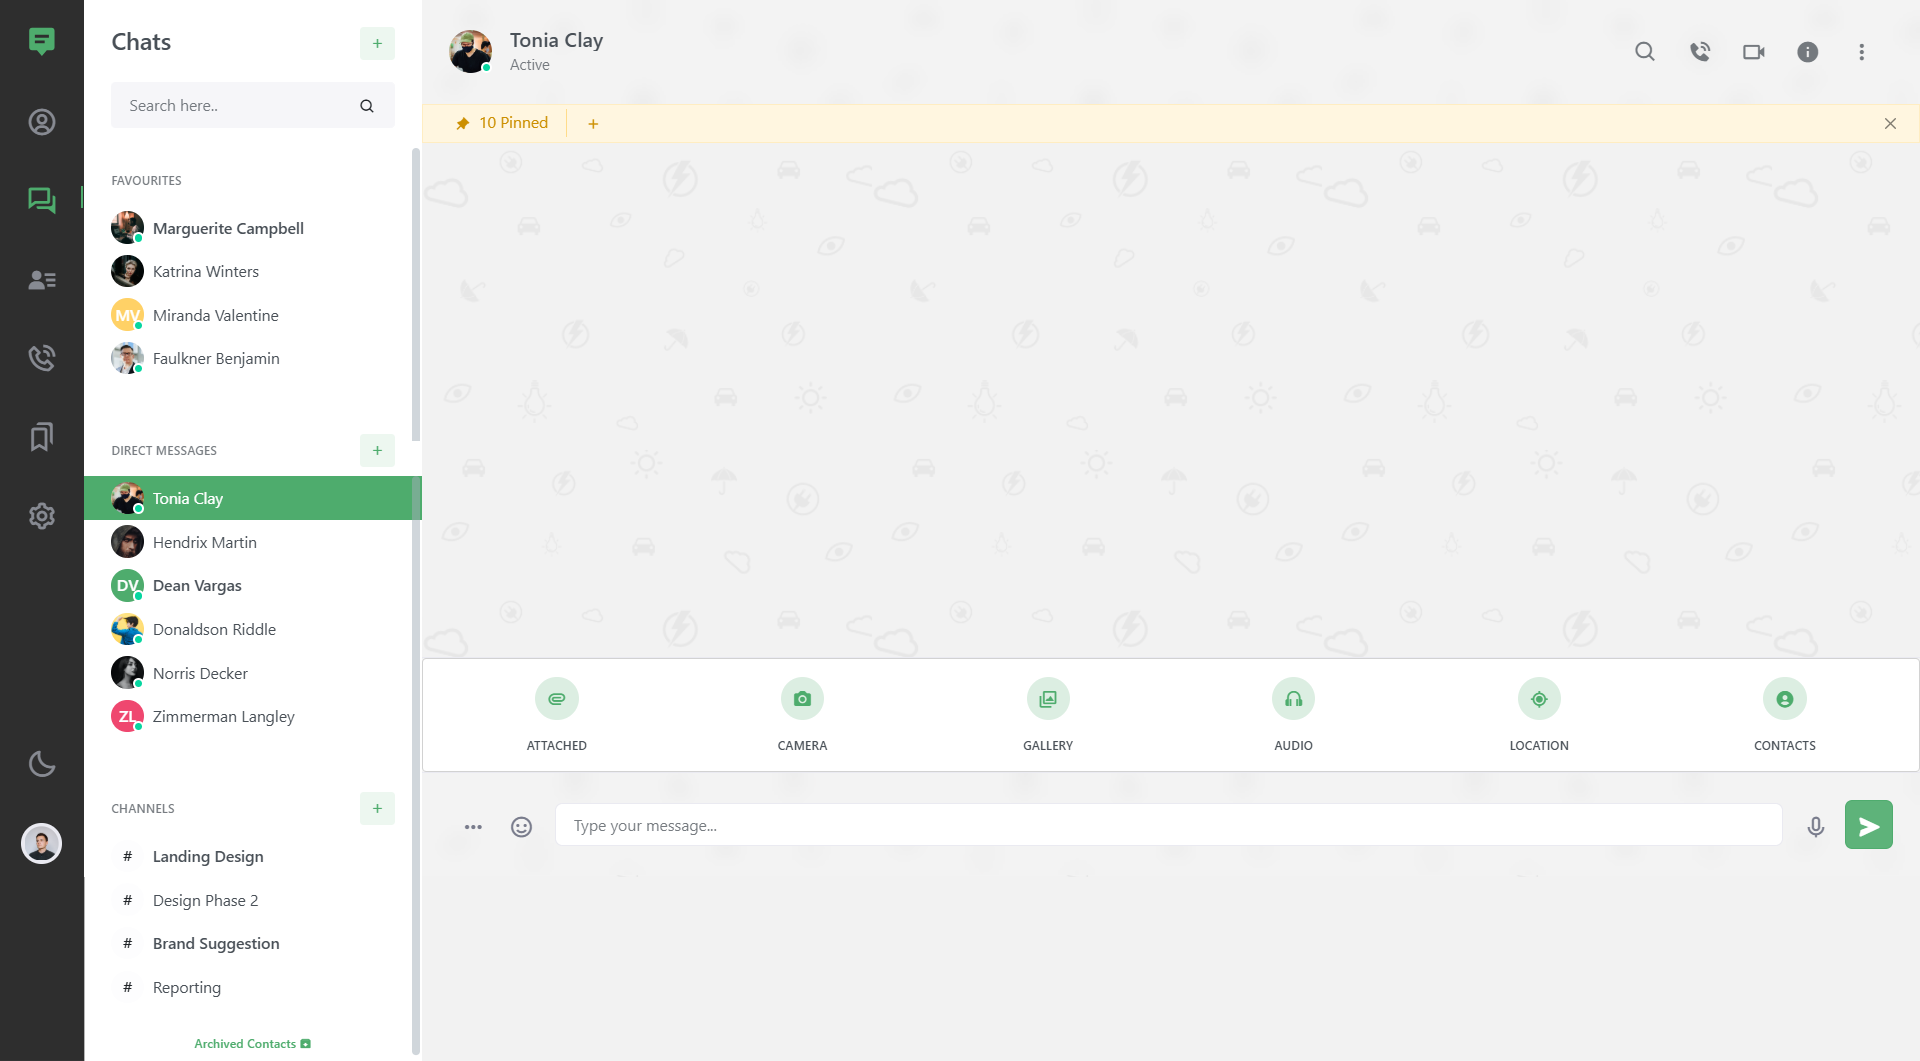 Chats
+
Search here..
FAVOURITES
Marguerite Campbell
Katrina Winters
MV
Miranda Valentine
Faulkner Benjamin
DIRECT MESSAGES
+
Tonia Clay
Hendrix Martin
DV
Dean Vargas
Donaldson Riddle
Norris Decker
ZL
Zimmerman Langley
CHANNELS
+
# Landing Design
# Design Phase 2
# Brand Suggestion
# Reporting
Archived Contacts
Tonia Clay
Active
10 Pinned
+
ATTACHED
CAMERA
GALLERY
AUDIO
LOCATION
CONTACTS
Type your message...